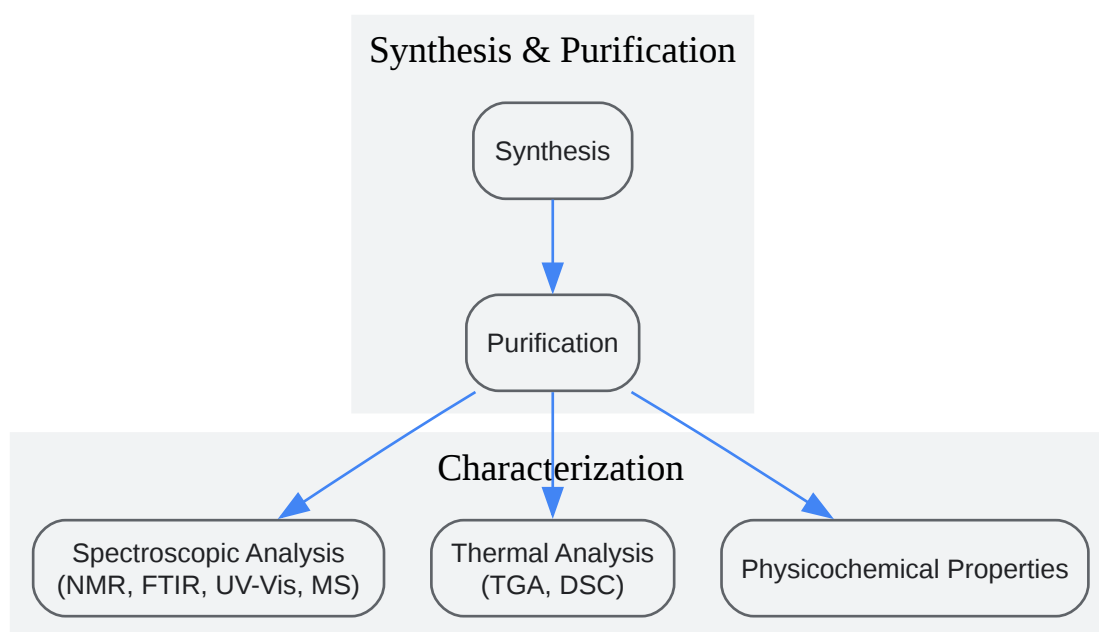 Synthesis & Purification
Synthesis
Purification
Characterization
Spectroscopic Analysis
(NMR, FTIR, UV-Vis, MS)
Thermal Analysis
(TGA, DSC)
Physicochemical Properties